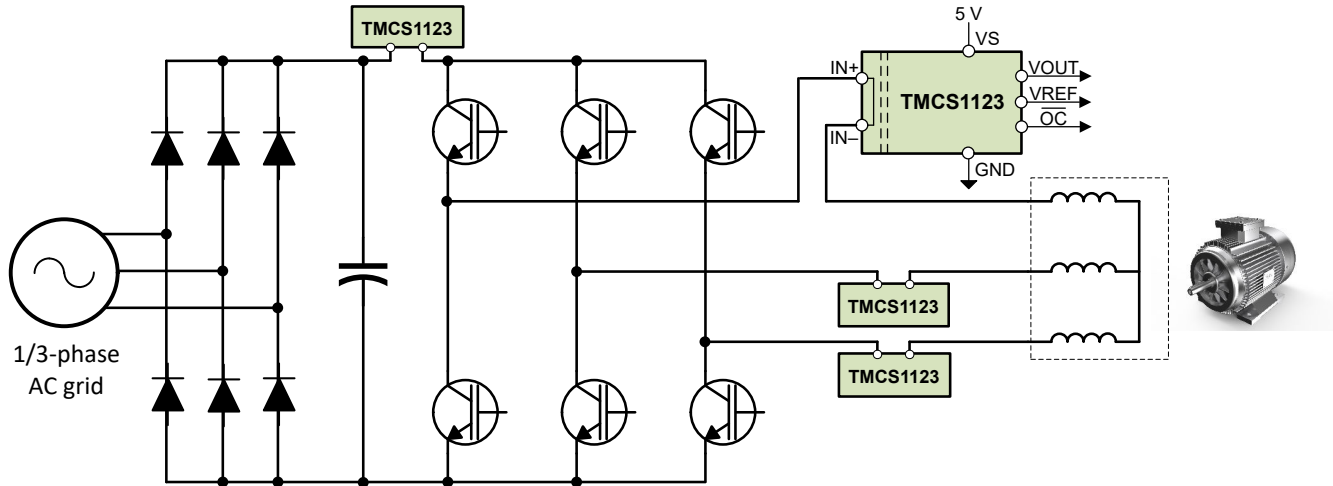 TMCS1123
5 V
VS
IN+
VOUT
TMCS1123
VREF
OC
IN–
GND
TMCS1123
1/3-phase
AC grid
TMCS1123